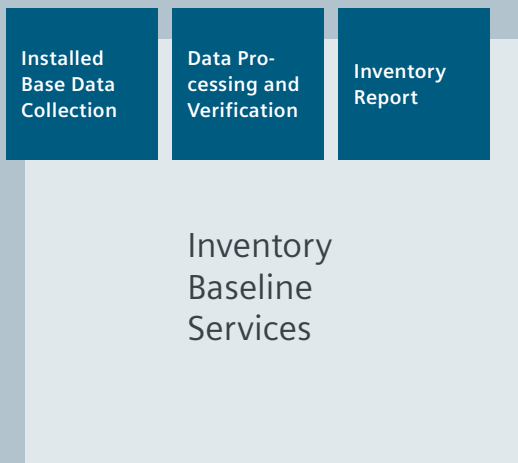 Installed
Base Data
Collection
Data Pro-
cessing and
Verification
Inventory
Report
Inventory
Baseline
Services